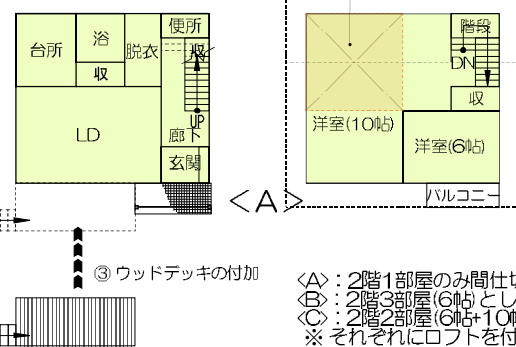 台所
浴
脱衣
便所
収
収
UP
LD
廊下
玄関
階段
DN
収
洋室(10帖)
洋室(6帖)
バルコニー
<A>
③ ウッドデッキの付加
<A>：2階1部屋のみ間仕切
<B>：2階3部屋(6帖)とし
<C>：2階2部屋(6帖+10帖
※ それぞれにロフトを付